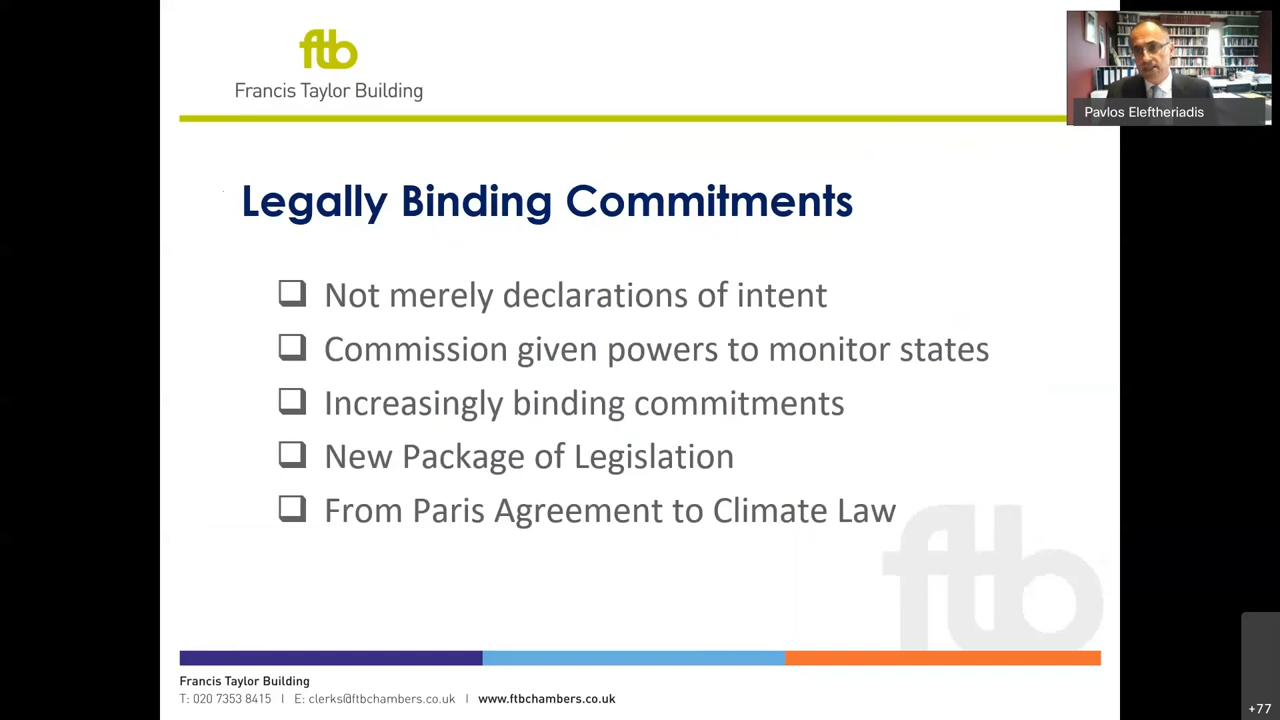 ftb
Francis Taylor Building
Pavlos Eleftheriadis
Legally Binding Commitments
Not merely declarations of intent
Commission given powers to monitor states
Increasingly binding commitments
New Package of Legislation
From Paris Agreement to Climate Law
ftb
Francis Taylor Building
T: 020 7353 8415 I E: clerks@ftbchambers.co.uk I www.ftbchambers.co.uk
+77